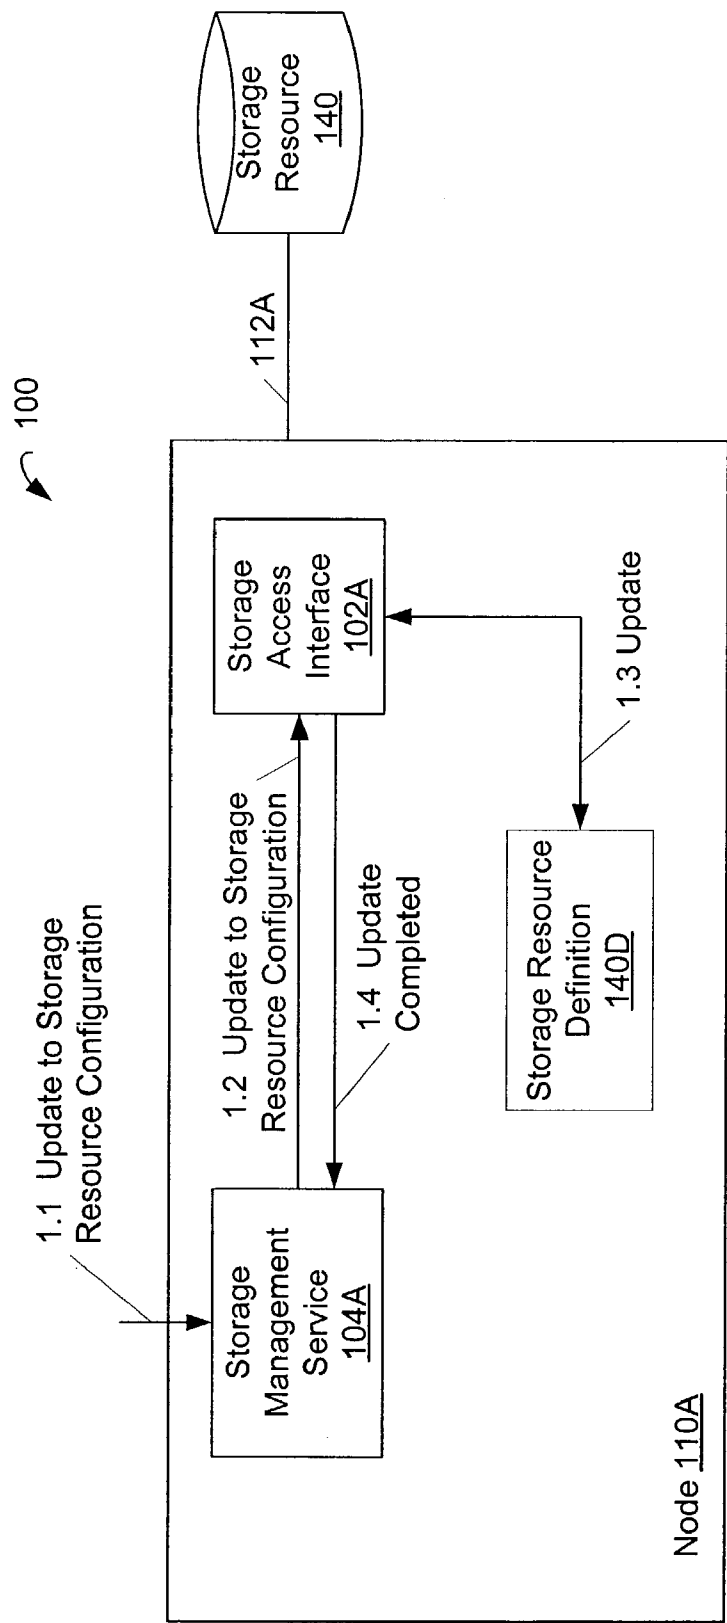 100
1.1 Update to Storage
Resource Configuration
Storage
Management
Service
104A
1.2 Update to Storage
Resource Configuration
1.4 Update
Completed
Storage
Access
Interface
102A
112A
Storage
Resource
140
Storage Resource
Definition
140D
1.3 Update
Node 110A